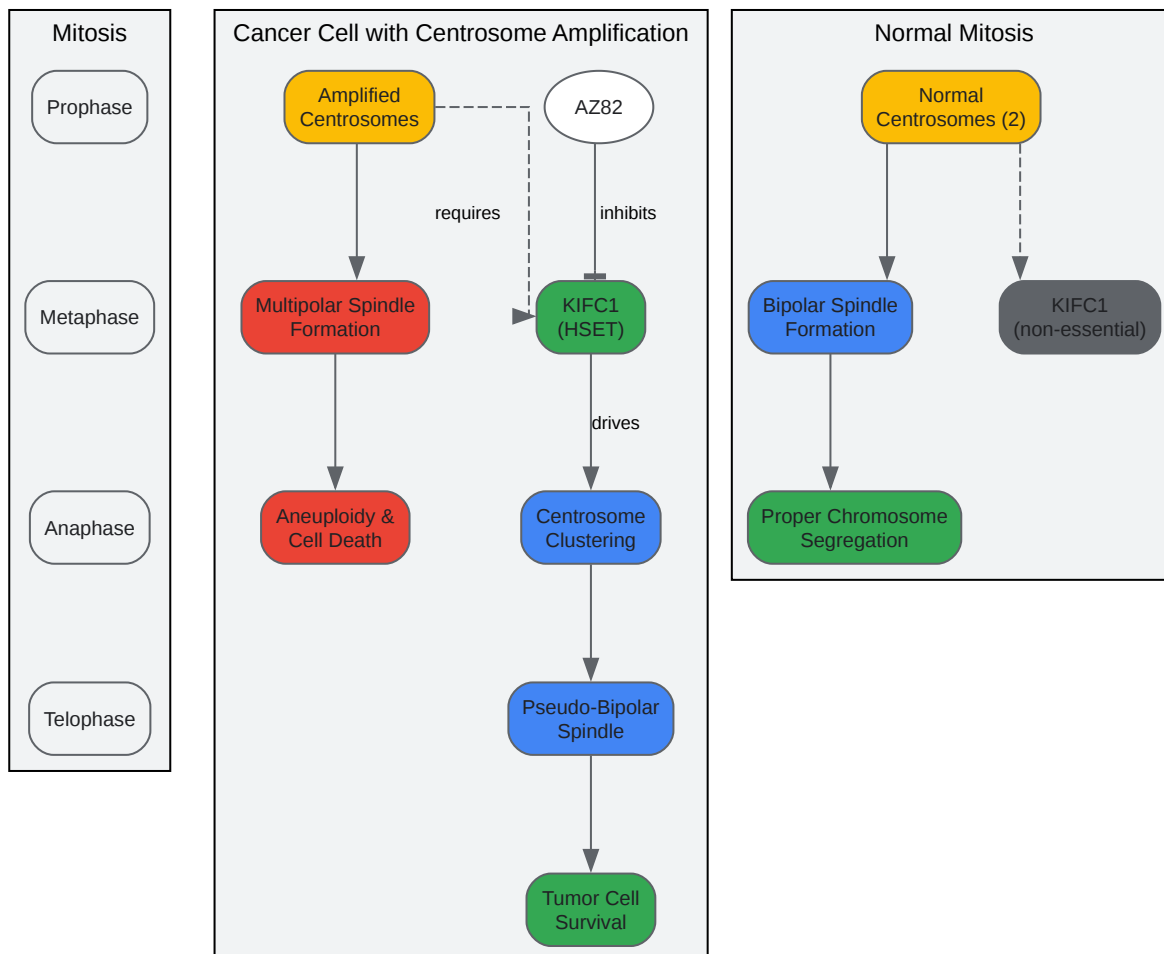 Mitosis
Prophase
Metaphase
Anaphase
Telophase
Cancer Cell with Centrosome Amplification
Amplified
Centrosomes
AZ82
requires
inhibits
Multipolar Spindle
Formation
KIFC1
(HSET)
drives
Aneuploidy &
Cell Death
Centrosome
Clustering
Pseudo-Bipolar
Spindle
Tumor Cell
Survival
Normal Mitosis
Normal
Centrosomes (2)
Bipolar Spindle
Formation
KIFC1
(non-essential)
Proper Chromosome
Segregation